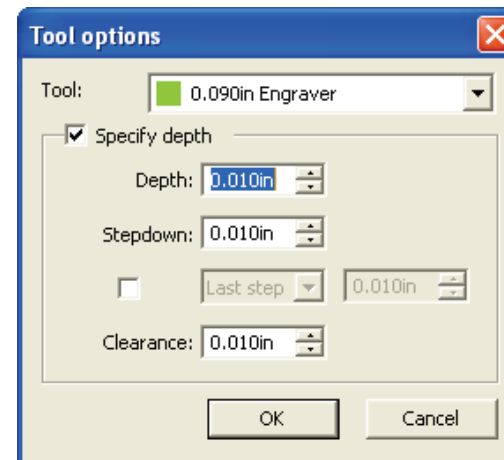 Tool options
Tool: 0.090in Engraver
Specify depth
Depth: 0.010in
Stepdown: 0.010in
Last step 0.010in
Clearance: 0.010in
OK Cancel